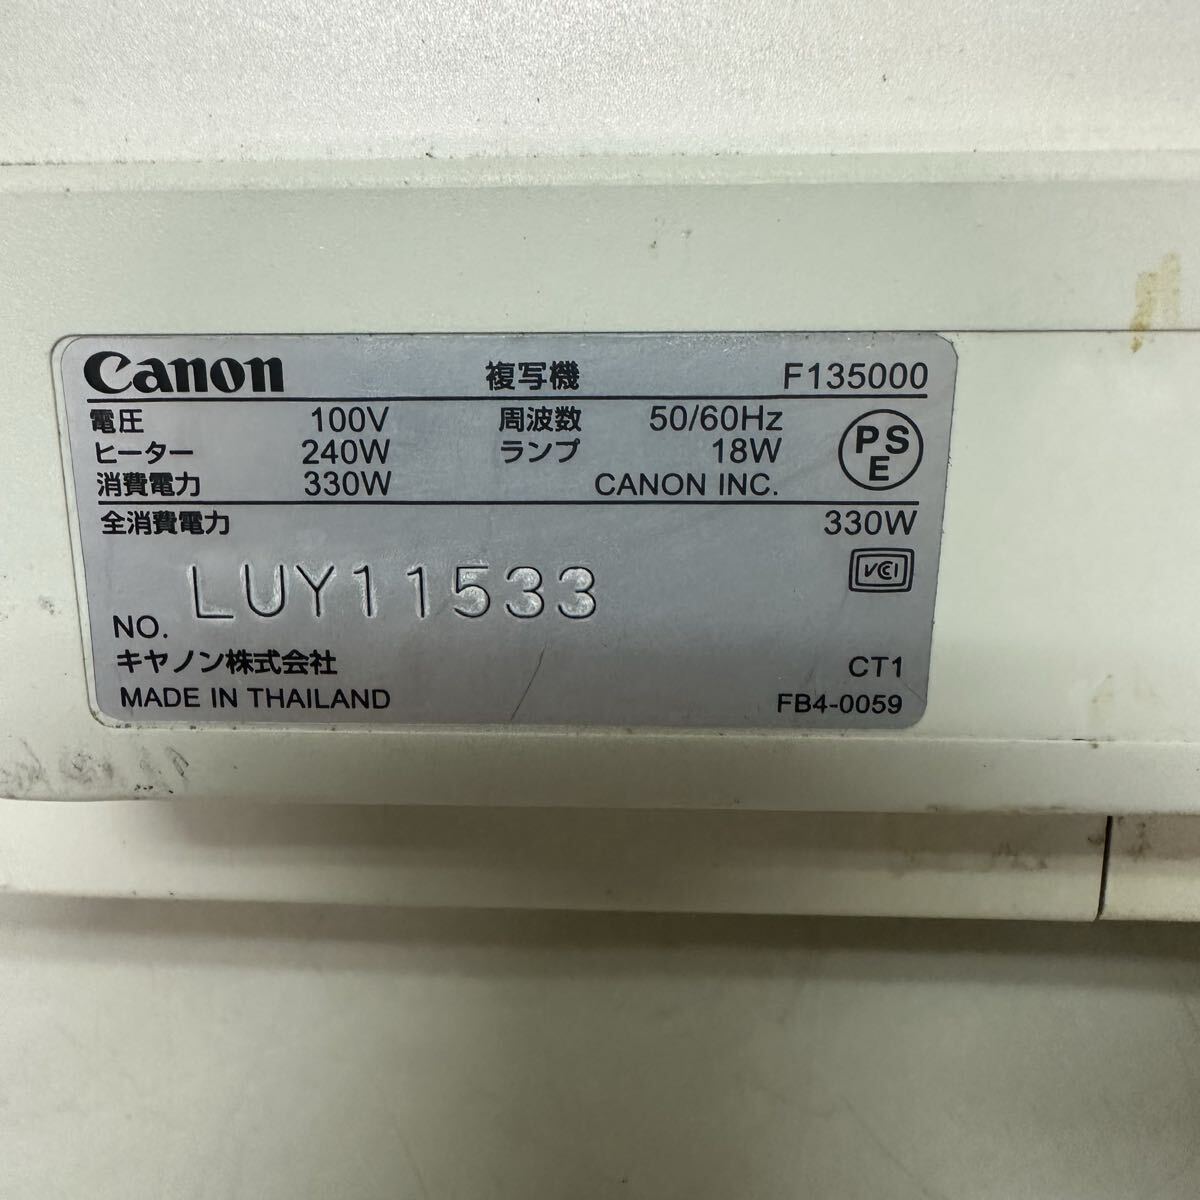 Canon 複写機 F135000
電圧 100V 周波数 50/60Hz
ヒーター 240W ランプ 18W
消費電力 330W CANON INC.
PSE
全消費電力 330W
VCCI
NO. LUY11533
キヤノン株式会社 CT1
MADE IN THAILAND FB4-0059